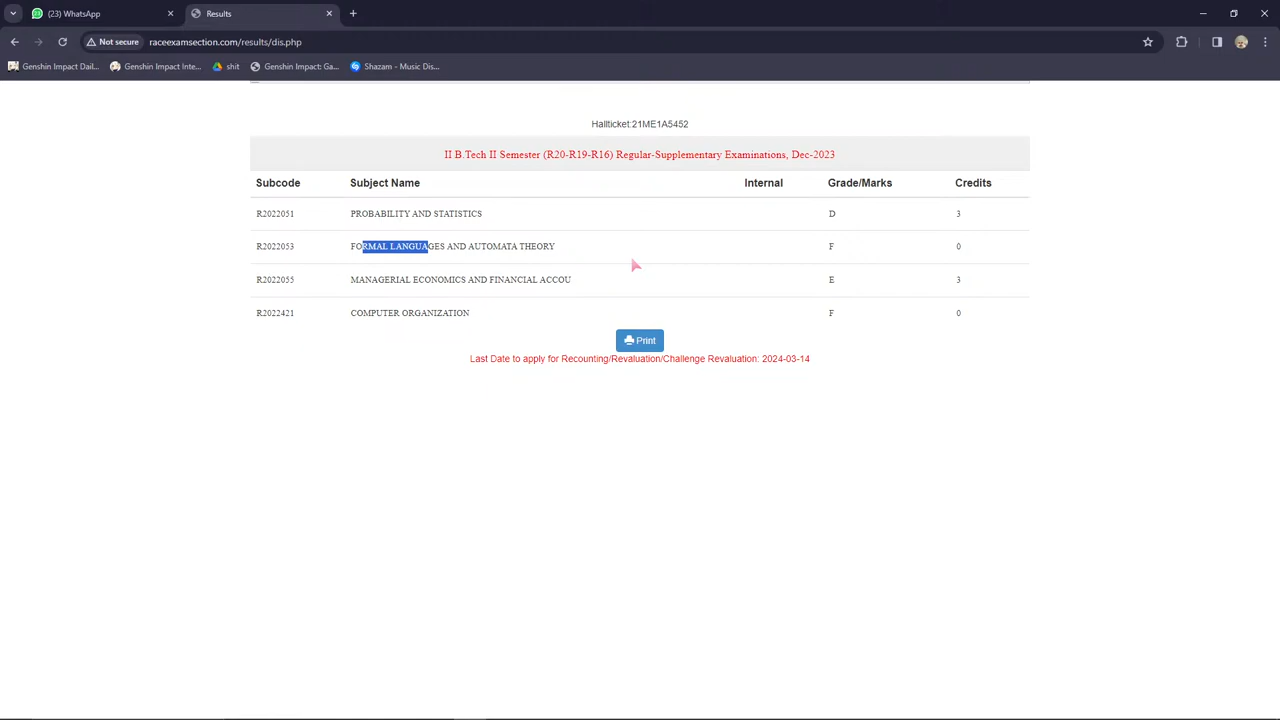 (23) WhatsApp
Results
Not secure
raceexamsection.com/results/dis.php
Genshin Impact Dail...
Genshin Impact Inte...
shit
Genshin Impact: Ga...
Shazam - Music Dis...
Hallticket:21ME1A5452
II B.Tech II Semester (R20-R19-R16) Regular-Supplementary Examinations, Dec-2023
Subcode Subject Name Internal Grade/Marks Credits
R2022051 PROBABILITY AND STATISTICS D 3
R2022053 FORMAL LANGUAGES AND AUTOMATA THEORY F 0
R2022055 MANAGERIAL ECONOMICS AND FINANCIAL ACCOU E 3
R2022421 COMPUTER ORGANIZATION F 0
Print
Last Date to apply for Recounting/Revaluation/Challenge Revaluation: 2024-03-14